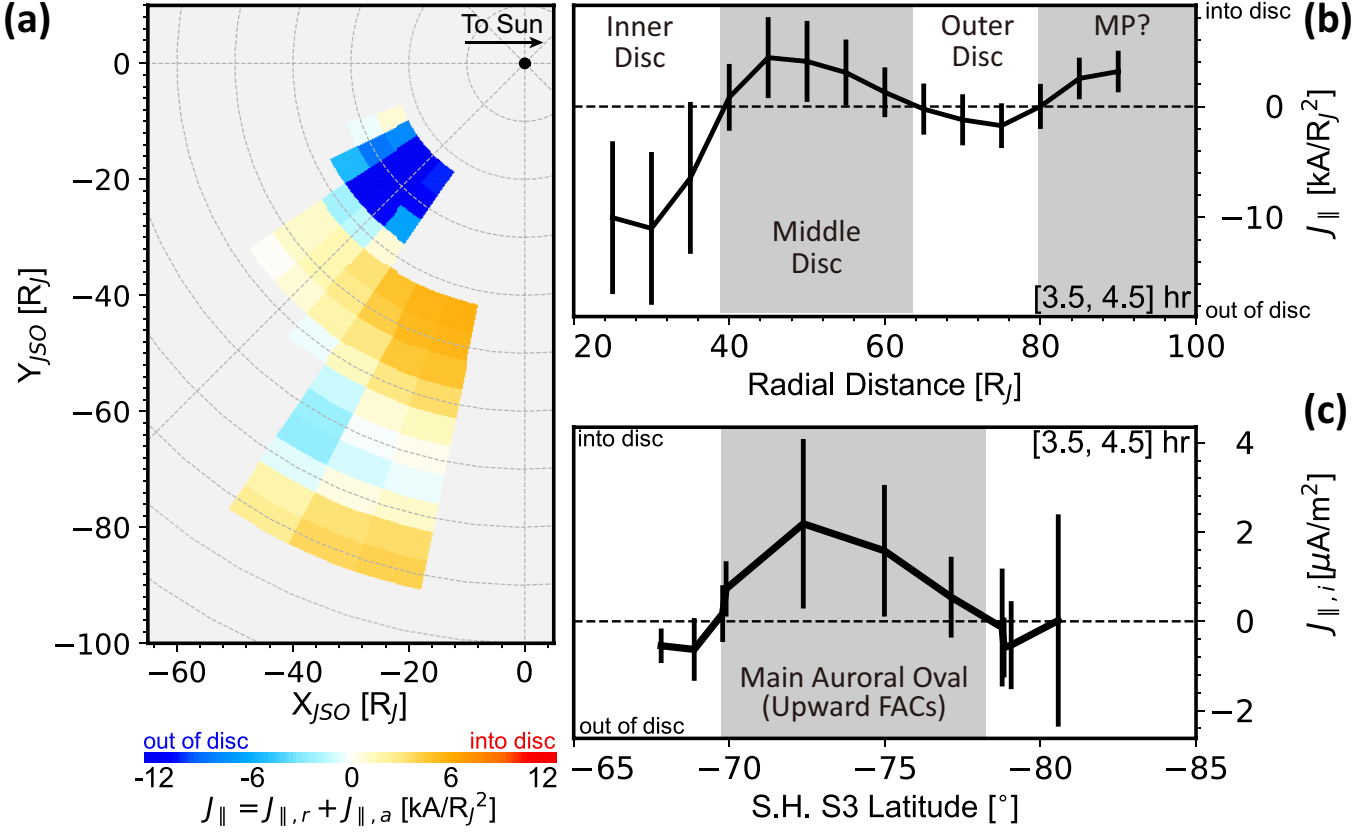 (a)
To Sun
0
−20
−40
−60
−80
−100
Y_JSO [R_J]
−60
−40
−20
0
X_JSO [R_J]
out of disc
into disc
-12
-6
0
6
12
J_∥ = J_∥,r + J_∥,a [kA/R_J^2]
(b)
Inner
Disc
Outer
Disc
MP?
into disc
Middle
Disc
0
−10
J_∥ [kA/R_J^2]
[3.5, 4.5] hr
out of disc
20
40
60
80
100
Radial Distance [R_J]
(c)
into disc
[3.5, 4.5] hr
Main Auroral Oval
(Upward FACs)
out of disc
4
2
0
−2
J_∥,i [μA/m^2]
−65
−70
−75
−80
−85
S.H. S3 Latitude [°]